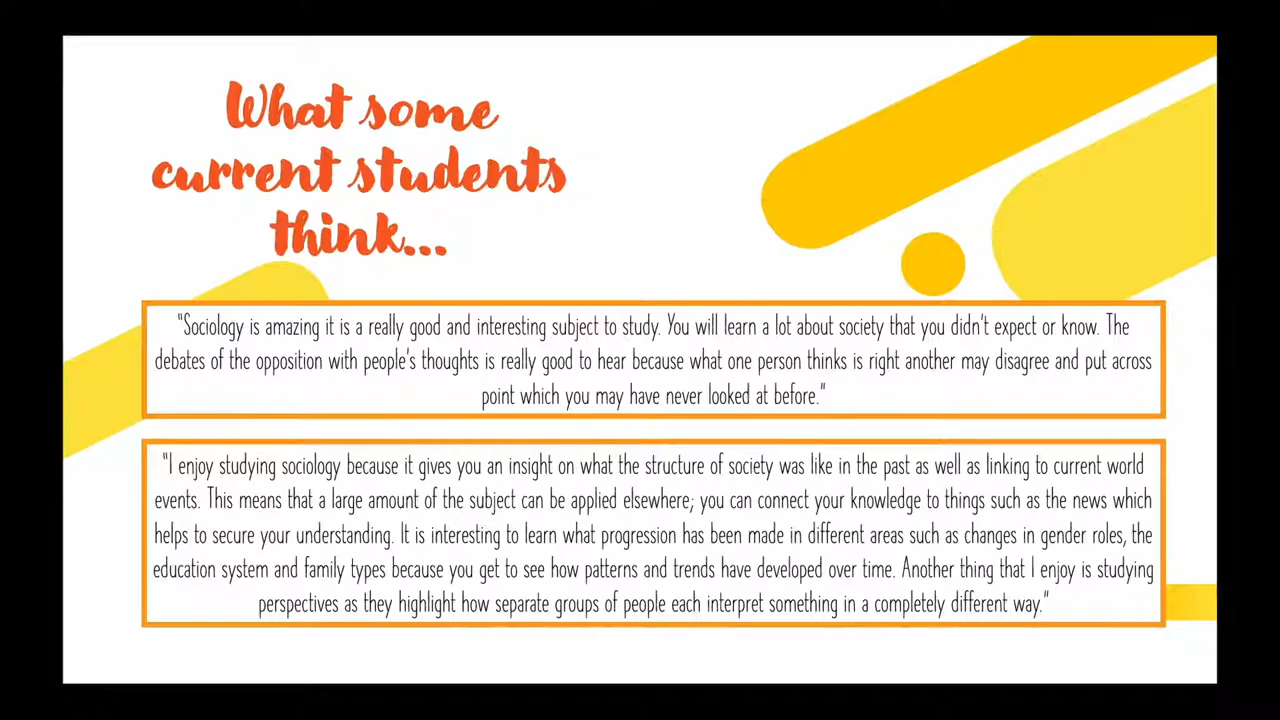 What some
current students
think...
"Sociology is amazing it is a really good and interesting subject to study. You will learn a lot about society that you didn't expect or know. The
debates of the opposition with people's thoughts is really good to hear because what one person thinks is right another may disagree and put across
point which you may have never looked at before."
"I enjoy studying sociology because it gives you an insight on what the structure of society was like in the past as well as linking to current world
events. This means that a large amount of the subject can be applied elsewhere; you can connect your knowledge to things such as the news which
helps to secure your understanding. It is interesting to learn what progression has been made in different areas such as changes in gender roles, the
education system and family types because you get to see how patterns and trends have developed over time. Another thing that I enjoy is studying
perspectives as they highlight how separate groups of people each interpret something in a completely different way."